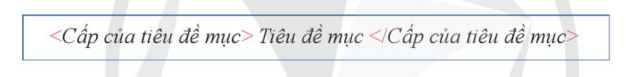 <Cấp của tiêu đề mục> Tiêu đề mục </Cấp của tiêu đề mục>